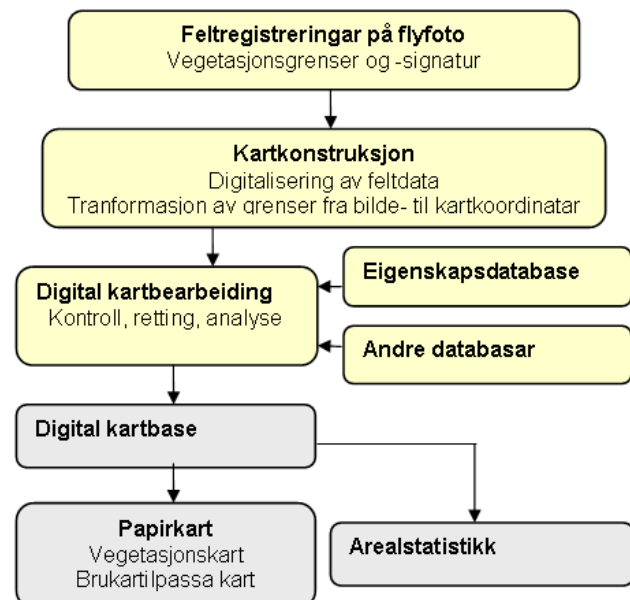 Feltregistreringar på flyfoto
Vegetasjonsgrenser og -signatur
Kartkonstruksjon
Digitalisering av feltdata
Tranformasjon av grenser fra bilde- til kartkoordinatar
Digital kartbearbeiding
Kontroll, retting, analyse
Eigenskapsdatabase
Andre databasar
Digital kartbase
Papirkart
Vegetasjonskart
Brukartilpassa kart
Arealstatistikk